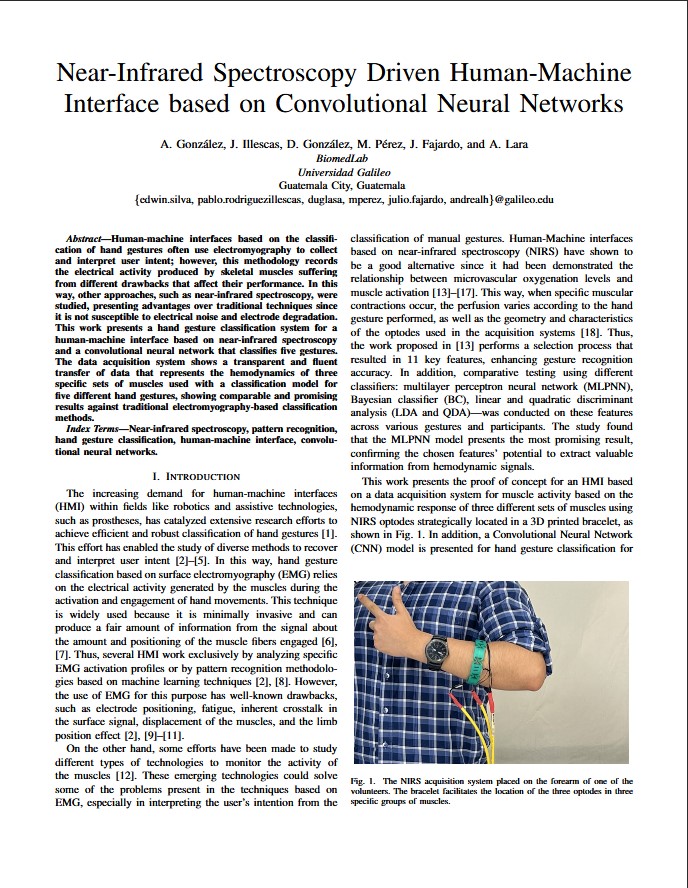 Near-Infrared Spectroscopy Driven Human-Machine
Interface based on Convolutional Neural Networks
A. González, J. Illescas, D. González, M. Pérez, J. Fajardo, and A. Lara
BiomedLab
Universidad Galileo
Guatemala City, Guatemala
{edwin.silva, pablo.rodriguezillescas, duglasa, mperez, julio.fajardo, andrealh}@galileo.edu
Abstract—Human-machine interfaces based on the classifi-
cation of hand gestures often use electromyography to collect
and interpret user intent; however, this methodology records
the electrical activity produced by skeletal muscles suffering
from different drawbacks that affect their performance. In this
way, other approaches, such as near-infrared spectroscopy, were
studied, presenting advantages over traditional techniques since
it is not susceptible to electrical noise and electrode degradation.
This work presents a hand gesture classification system for a
human-machine interface based on near-infrared spectroscopy
and a convolutional neural network that classifies five gestures.
The data acquisition system shows a transparent and fluent
transfer of data that represents the hemodynamics of three
specific sets of muscles used with a classification model for
five different hand gestures, showing comparable and promising
results against traditional electromyography-based classification
methods.
Index Terms—Near-infrared spectroscopy, pattern recognition,
hand gesture classification, human-machine interface, convolu-
tional neural networks.
I. Introduction
The increasing demand for human-machine interfaces
(HMI) within fields like robotics and assistive technologies,
such as prostheses, has catalyzed extensive research efforts to
achieve efficient and robust classification of hand gestures [1].
This effort has enabled the study of diverse methods to recover
and interpret user intent [2]–[5]. In this way, hand gesture
classification based on surface electromyography (EMG) relies
on the electrical activity generated by the muscles during the
activation and engagement of hand movements. This technique
is widely used because it is minimally invasive and can
produce a fair amount of information from the signal about
the amount and positioning of the muscle fibers engaged [6],
[7]. Thus, several HMI work exclusively by analyzing specific
EMG activation profiles or by pattern recognition methodolo-
gies based on machine learning techniques [2], [8]. However,
the use of EMG for this purpose has well-known drawbacks,
such as electrode positioning, fatigue, inherent crosstalk in
the surface signal, displacement of the muscles, and the limb
position effect [2], [9]–[11].
On the other hand, some efforts have been made to study
different types of technologies to monitor the activity of
the muscles [12]. These emerging technologies could solve
some of the problems present in the techniques based on
EMG, especially in interpreting the user's intention from the
classification of manual gestures. Human-Machine interfaces
based on near-infrared spectroscopy (NIRS) have shown to
be a good alternative since it had been demonstrated the
relationship between microvascular oxygenation levels and
muscle activation [13]–[17]. This way, when specific muscular
contractions occur, the perfusion varies according to the hand
gesture performed, as well as the geometry and characteristics
of the optodes used in the acquisition systems [18]. Thus,
the work proposed in [13] performs a selection process that
resulted in 11 key features, enhancing gesture recognition
accuracy. In addition, comparative testing using different
classifiers: multilayer perceptron neural network (MLPNN),
Bayesian classifier (BC), linear and quadratic discriminant
analysis (LDA and QDA)—was conducted on these features
across various gestures and participants. The study found
that the MLPNN model presents the most promising result,
confirming the chosen features' potential to extract valuable
information from hemodynamic signals.
This work presents the proof of concept for an HMI based
on a data acquisition system for muscle activity based on the
hemodynamic response of three different sets of muscles using
NIRS optodes strategically located in a 3D printed bracelet, as
shown in Fig. 1. In addition, a Convolutional Neural Network
(CNN) model is presented for hand gesture classification for
Fig. 1. The NIRS acquisition system placed on the forearm of one of the
volunteers. The bracelet facilitates the location of the three optodes in three
specific groups of muscles.